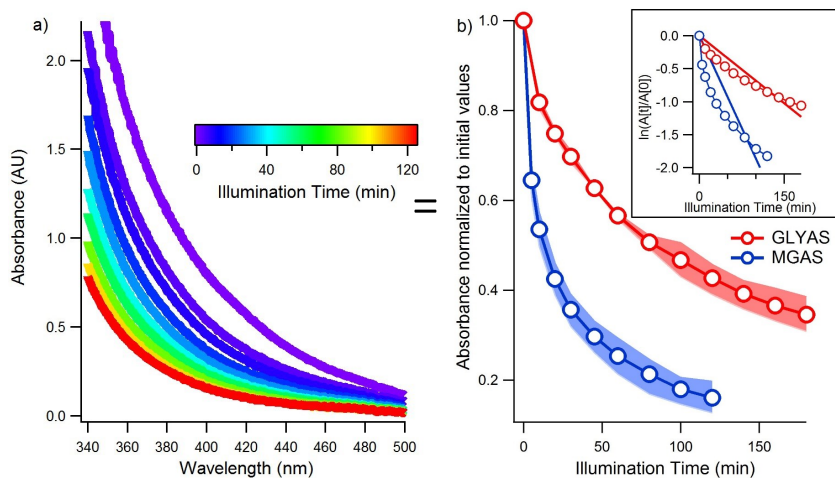 a)
2.0
1.5
1.0
0.5
0.0
Absorbance (AU)
0 40 80 120
Illumination Time (min)
340 360 380 400 420 440 460 480 500
Wavelength (nm)
=
b)
1.0
0.8
0.6
0.4
0.2
Absorbance normalized to initial values
0 50 100 150
Illumination Time (min)
0.0
-0.5
-1.0
-1.5
-2.0
ln(A[t]/A[0])
0 150
Illumination Time (min)
GLYAS
MGAS